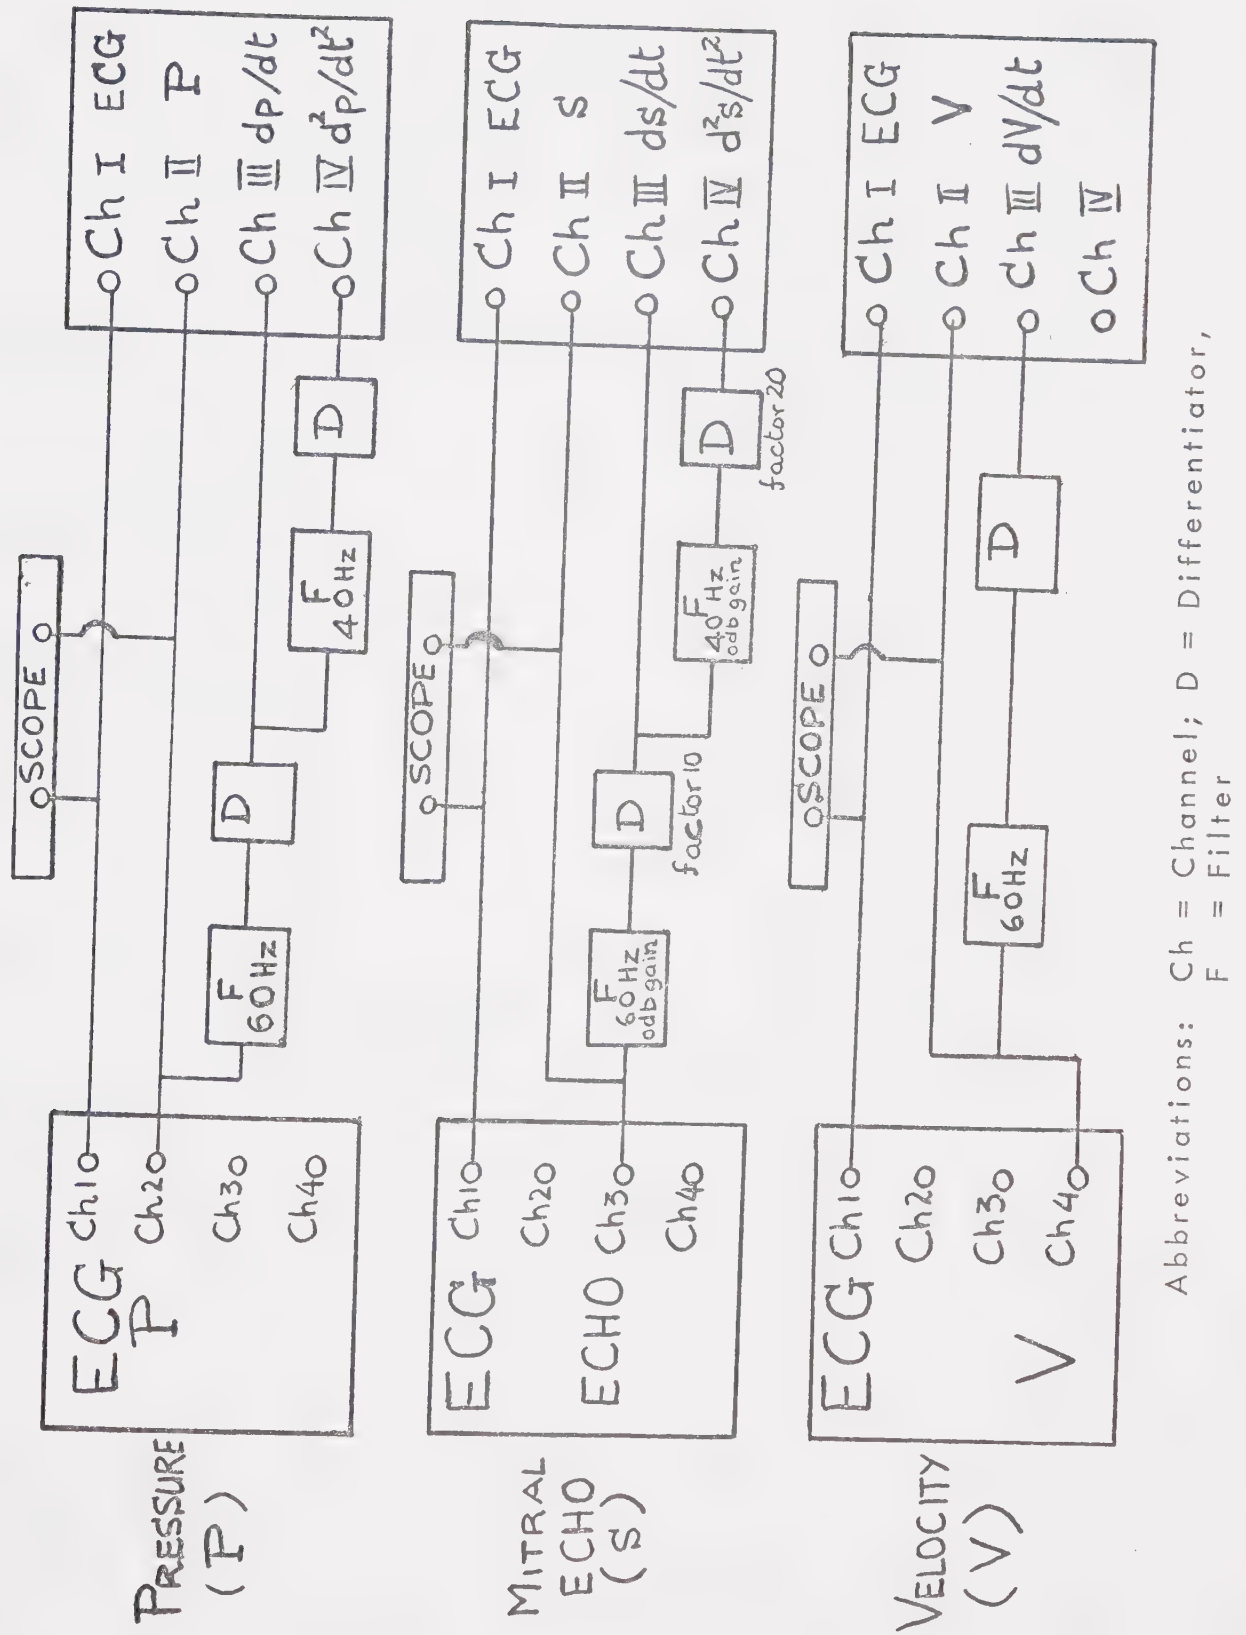 PRESSURE
(P)
ECG
P
Ch1
Ch2
Ch3
Ch4
SCOPE
F
60Hz
D
F
40Hz
D
Ch I ECG
Ch II P
Ch III dp/dt
Ch IV d²p/dt²
MITRAL
ECHO
(S)
ECG
ECHO
Ch1
Ch2
Ch3
Ch4
SCOPE
F
60Hz
odb gain
D
factor 10
F
40Hz
odb gain
D
factor 20
Ch I ECG
Ch II S
Ch III ds/dt
Ch IV d²s/dt²
VELOCITY
(V)
ECG
V
Ch1
Ch2
Ch3
Ch4
SCOPE
F
60Hz
D
Ch I ECG
Ch II V
Ch III dV/dt
Ch IV
Abbreviations: Ch = Channel; D = Differentiator,
F = Filter